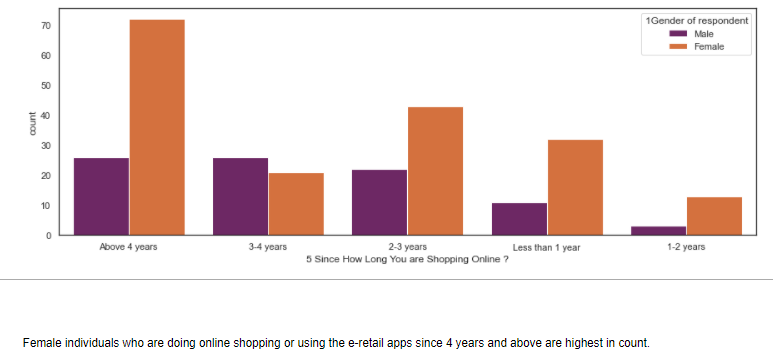 1Gender of respondent
Male
Female
70
60
50
40
30
20
10
0
count
Above 4 years 3-4 years 2-3 years Less than 1 year 1-2 years
5 Since How Long You are Shopping Online ?
Female individuals who are doing online shopping or using the e-retail apps since 4 years and above are highest in count.